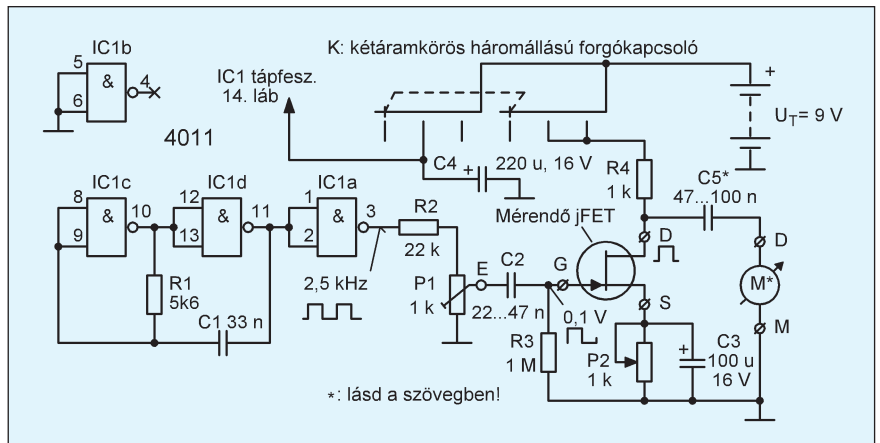 K: kétáramkörös háromállású forgókapcsoló
IC1b
5
6
&
4
4011
IC1 tápfesz.
14. láb
+
U_T= 9 V
C4
+
220 u, 16 V
R4
1 k
C5*
47...100 n
IC1c
8
9
&
10
IC1d
12
13
&
11
IC1a
1
2
&
3
R2
22 k
Mérendő jFET
D
D
M*
M
R1
5k6
C1 33 n
2,5 kHz
P1
1 k
E
C2
22...47 n
G
0,1 V
S
R3
1 M
P2
1 k
+
C3
100 u
16 V
*: lásd a szövegben!